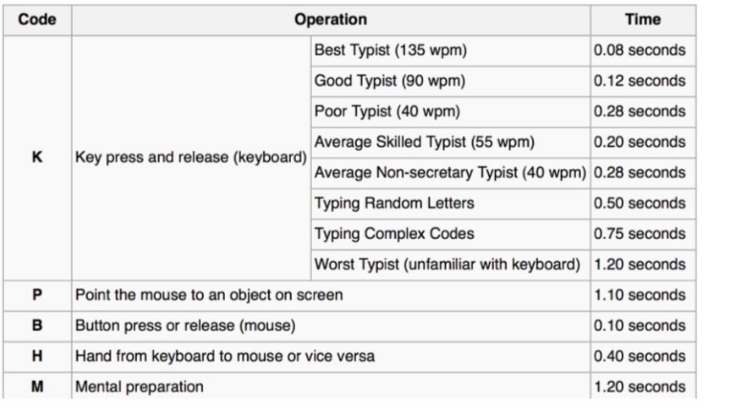 Code Operation Time
Best Typist (135 wpm) 0.08 seconds
Good Typist (90 wpm) 0.12 seconds
Poor Typist (40 wpm) 0.28 seconds
Average Skilled Typist (55 wpm) 0.20 seconds
K Key press and release (keyboard)
Average Non-secretary Typist (40 wpm) 0.28 seconds
Typing Random Letters 0.50 seconds
Typing Complex Codes 0.75 seconds
Worst Typist (unfamiliar with keyboard) 1.20 seconds
P Point the mouse to an object on screen 1.10 seconds
B Button press or release (mouse) 0.10 seconds
H Hand from keyboard to mouse or vice versa 0.40 seconds
M Mental preparation 1.20 seconds